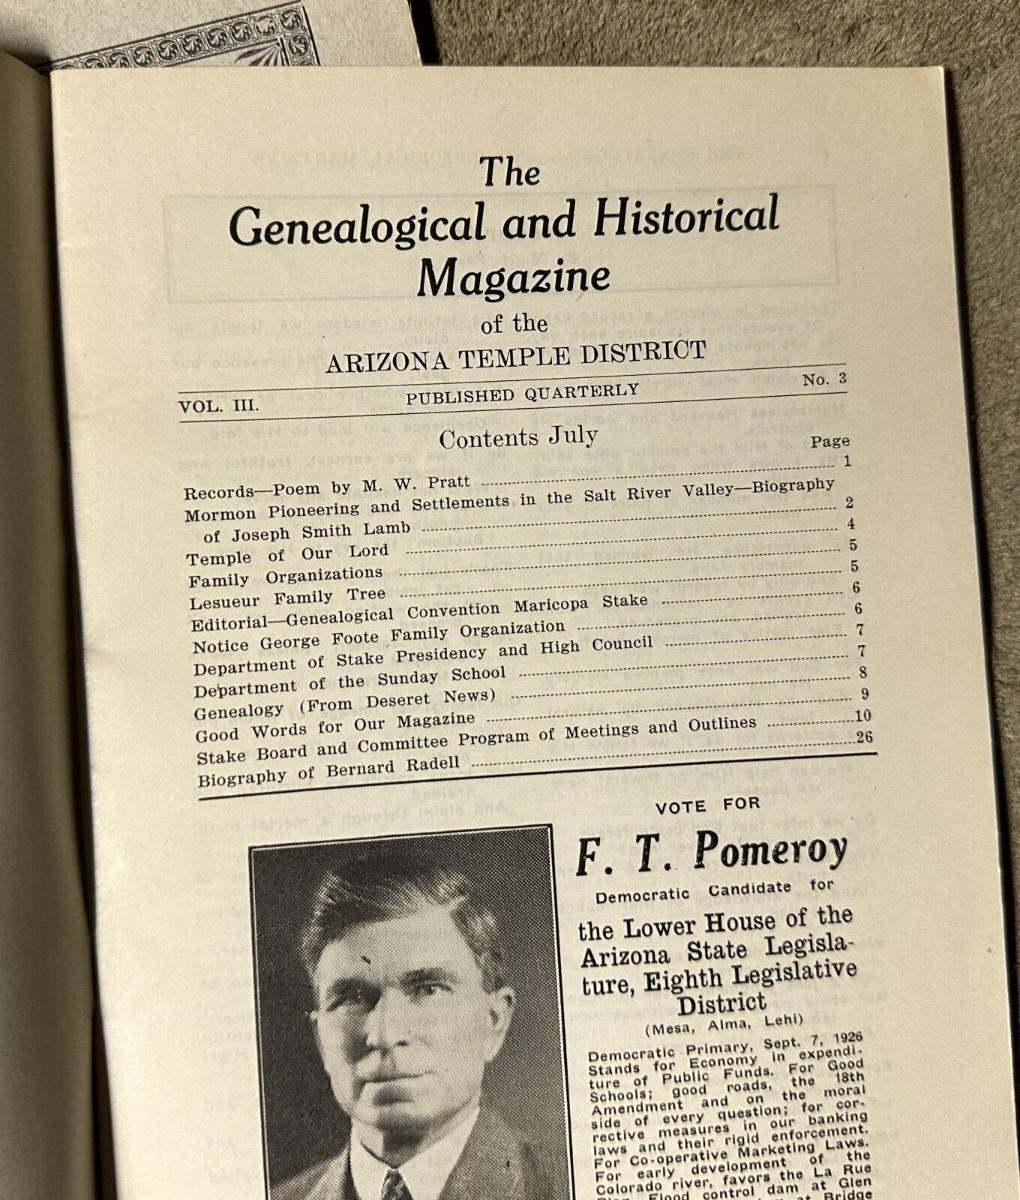 The
Genealogical and Historical
Magazine
of the
ARIZONA TEMPLE DISTRICT
VOL. III. PUBLISHED QUARTERLY No. 3
Contents July
Page
Records—Poem by M. W. Pratt 1
Mormon Pioneering and Settlements in the Salt River Valley—Biography
of Joseph Smith Lamb 2
Temple of Our Lord 4
Family Organizations 5
Lesueur Family Tree 5
Editorial—Genealogical Convention Maricopa Stake 6
Notice George Foote Family Organization 6
Department of Stake Presidency and High Council 7
Department of the Sunday School 7
Genealogy (From Deseret News) 8
Good Words for Our Magazine 9
Stake Board and Committee Program of Meetings and Outlines 10
Biography of Bernard Radell 26
VOTE FOR
F. T. Pomeroy
Democratic Candidate for
the Lower House of the
Arizona State Legisla-
ture, Eighth Legislative
District
(Mesa, Alma, Lehi)
Democratic Primary, Sept. 7, 1926
Stands for Economy in expendi-
ture of Public Funds. For Good
Schools; good roads, the 18th
Amendment and on the moral
side of every question; for cor-
rective measures in our banking
laws and their rigid enforcement.
For Co-operative Marketing Laws.
For early development of the
Colorado river, favors the La Rue
Flood control dam at Glen
at Bridge